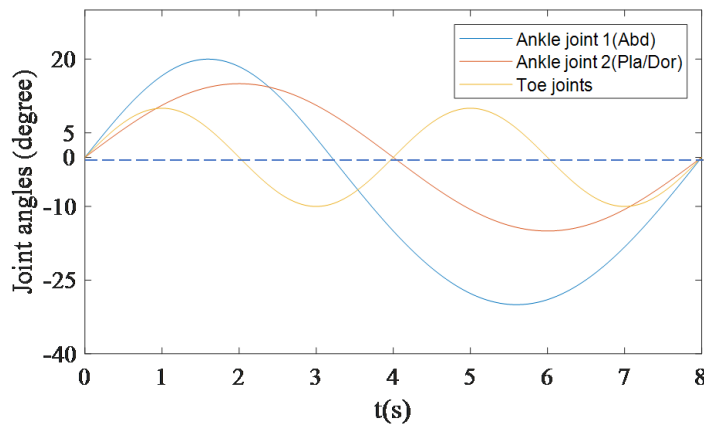 Ankle joint 1(Abd)
Ankle joint 2(Pla/Dor)
Toe joints
Joint angles (degree)
20
5
0
-10
-25
-40
0 1 2 3 4 5 6 7 8
t(s)